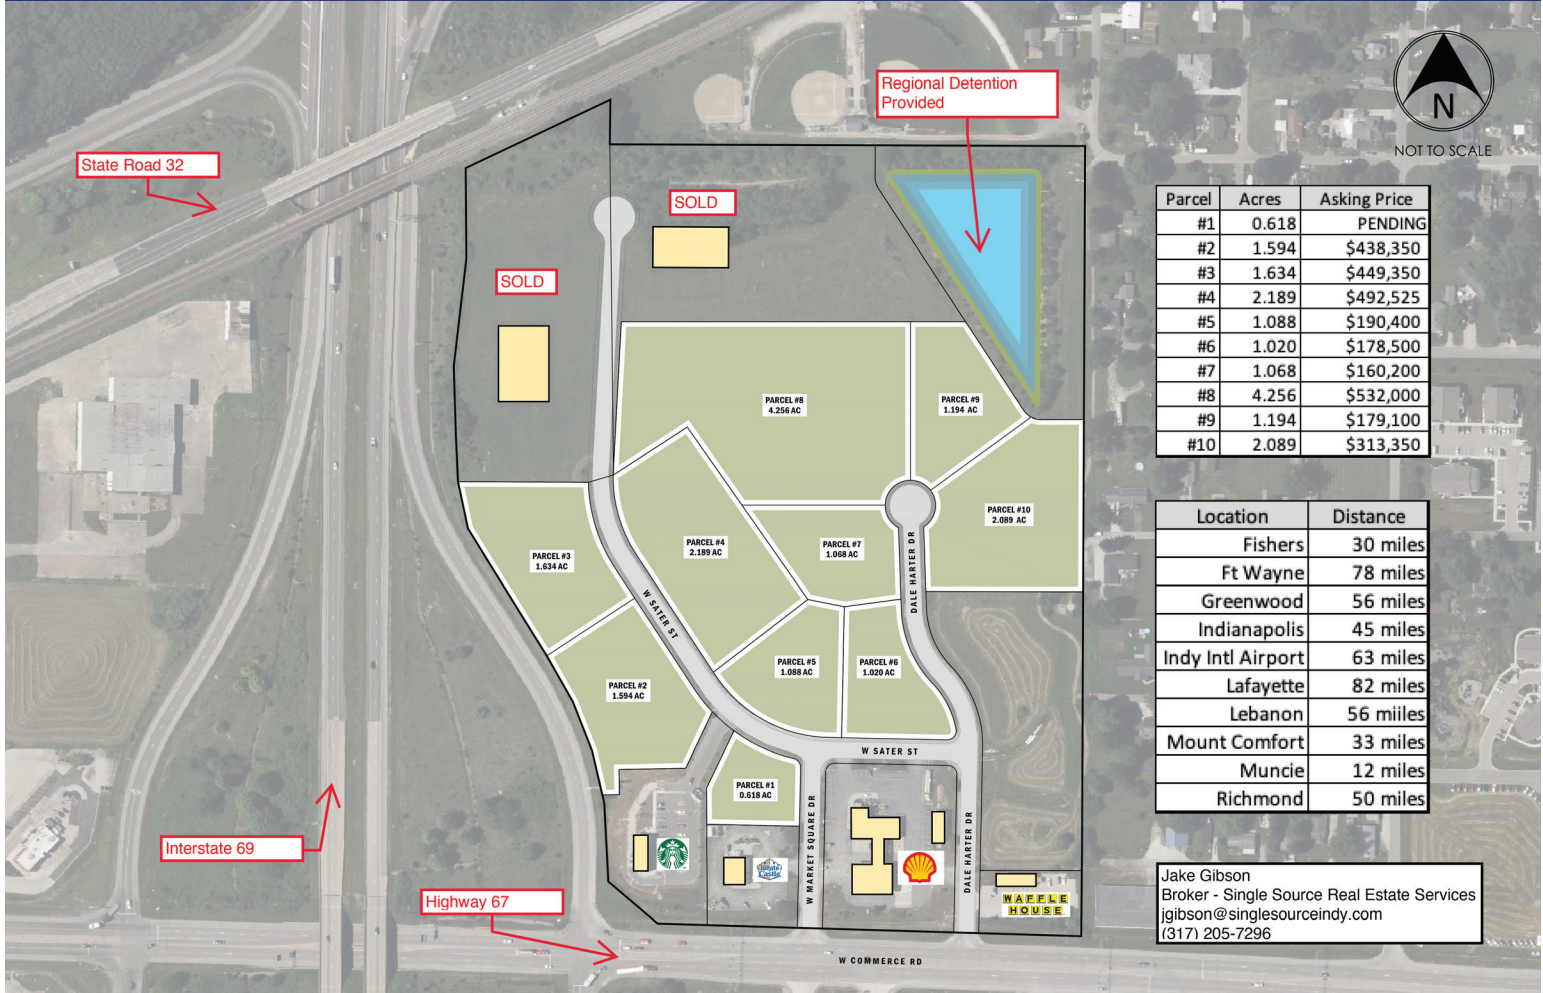 Regional Detention
Provided
N
NOT TO SCALE
State Road 32
SOLD
SOLD
Parcel Acres Asking Price
#1 0.618 PENDING
#2 1.594 $438,350
#3 1.634 $449,350
#4 2.189 $492,525
#5 1.088 $190,400
#6 1.020 $178,500
#7 1.068 $160,200
#8 4.256 $532,000
#9 1.194 $179,100
#10 2.089 $313,350
PARCEL #8
4.256 AC
PARCEL #9
1.194 AC
PARCEL #10
2.089 AC
PARCEL #3
1.634 AC
PARCEL #4
2.189 AC
PARCEL #7
1.068 AC
DALE HARTER DR
W SATER ST
PARCEL #2
1.594 AC
PARCEL #5
1.088 AC
PARCEL #6
1.020 AC
W SATER ST
PARCEL #1
0.618 AC
W MARKET SQUARE DR
DALE HARTER DR
Location Distance
Fishers 30 miles
Ft Wayne 78 miles
Greenwood 56 miles
Indianapolis 45 miles
Indy Intl Airport 63 miles
Lafayette 82 miles
Lebanon 56 miiles
Mount Comfort 33 miles
Muncie 12 miles
Richmond 50 miles
Interstate 69
White
Castle
WAFFLE
HOUSE
Highway 67
W COMMERCE RD
Jake Gibson
Broker - Single Source Real Estate Services
jgibson@singlesourceindy.com
(317) 205-7296